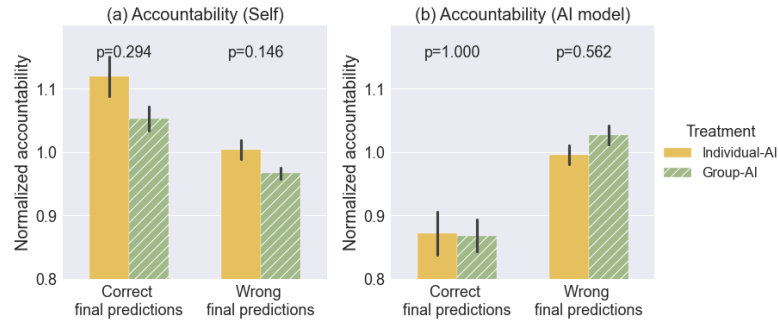 (a) Accountability (Self)
p=0.294
p=0.146
Normalized accountability
1.1
1.0
0.9
0.8
Correct
final predictions
Wrong
final predictions
(b) Accountability (AI model)
p=1.000
p=0.562
Normalized accountability
1.1
1.0
0.9
0.8
Correct
final predictions
Wrong
final predictions
Treatment
Individual-AI
Group-AI